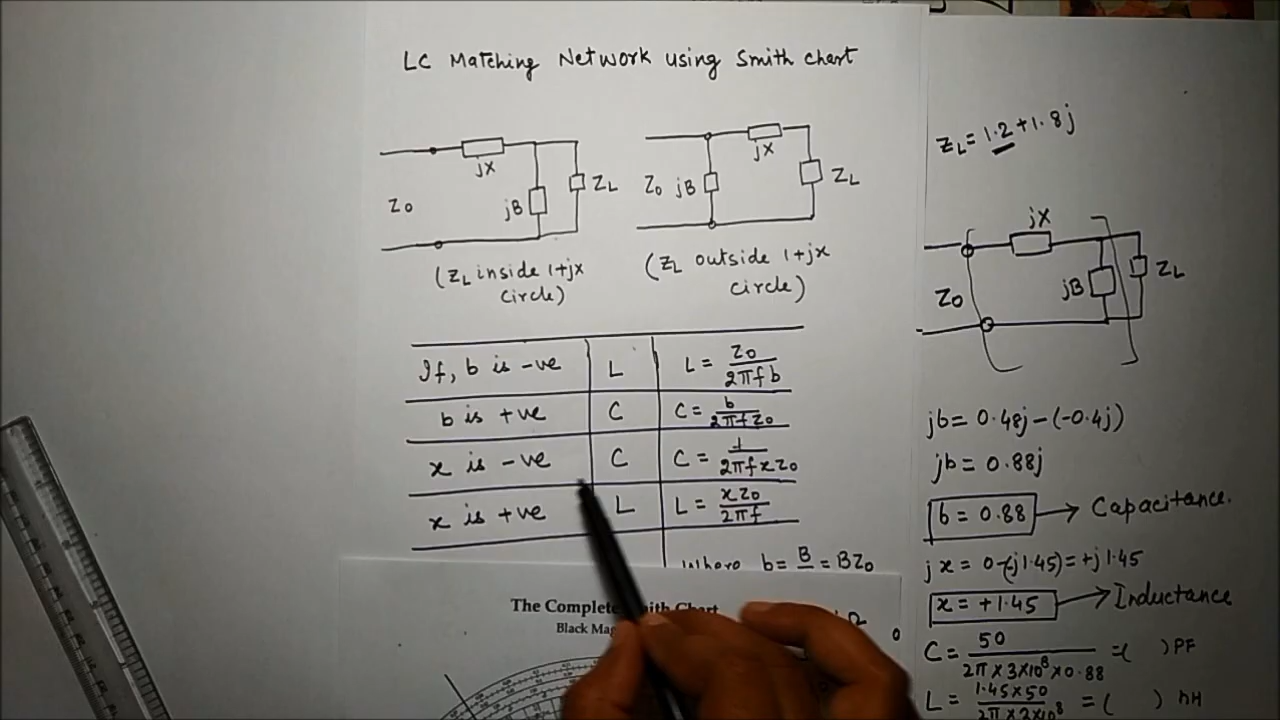 LC Matching Network using Smith chart
jX
jB
ZL
Z0
(ZL inside 1+jx
circle)
jX
Z0 jB
ZL
(ZL outside 1+jx
circle)
If, b is -ve L L = Z0 / 2πfb
b is +ve C C = b / 2πfZ0
x is -ve C C = 1 / 2πfxZ0
x is +ve L L = xZ0 / 2πf
where b = B = BZ0
The Complete Smith Chart
Black Mag
Ω
0
ZL = 1.2 + 1.8j
jX
Z0
jB
ZL
jb = 0.48j - (-0.4j)
jb = 0.88j
b = 0.88 → Capacitance.
jx = 0-(j1.45) = +j1.45
x = +1.45 → Inductance
C = 50 / 2π×3×10^8×0.88 = ( ) PF
L = 1.45×50 / 2π×3×10^8 = ( ) nH